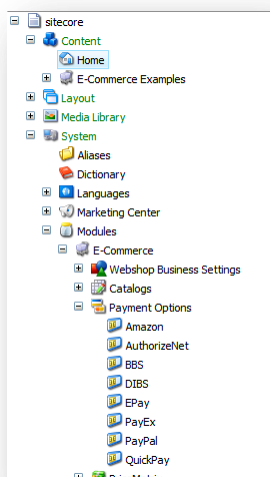 sitecore
Content
Home
E-Commerce Examples
Layout
Media Library
System
Aliases
Dictionary
Languages
Marketing Center
Modules
E-Commerce
Webshop Business Settings
Catalogs
Payment Options
Amazon
AuthorizeNet
BBS
DIBS
EPay
PayEx
PayPal
QuickPay